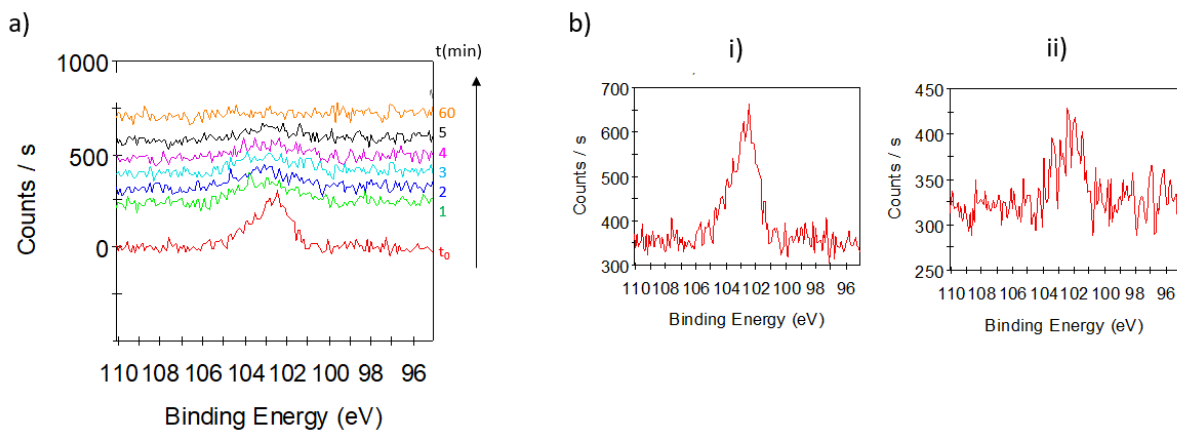 a)
t(min)
1000
500
0
Counts / s
60
5
4
3
2
1
t₀
110 108 106 104 102 100 98 96
Binding Energy (eV)
b)
i)
700
600
500
400
300
Counts / s
110 108 106 104 102 100 98 96
Binding Energy (eV)
ii)
450
400
350
300
250
Counts / s
110 108 106 104 102 100 98 96
Binding Energy (eV)